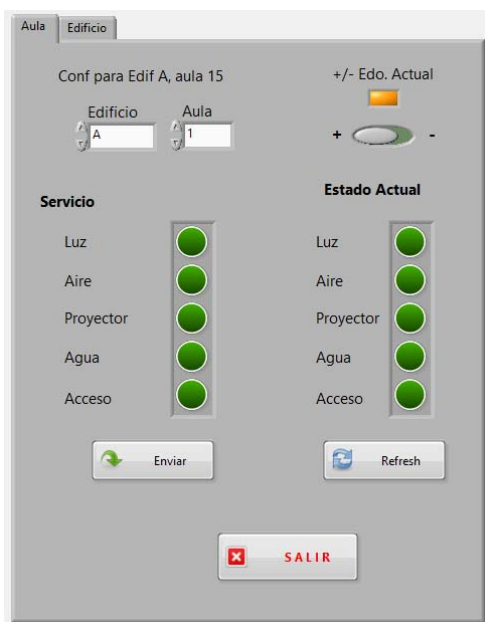 Aula Edificio
Conf para Edif A, aula 15
+/- Edo. Actual
Edificio Aula
A 1
+ -
Servicio
Estado Actual
Luz Luz
Aire Aire
Proyector Proyector
Agua Agua
Acceso Acceso
Enviar Refresh
SALIR